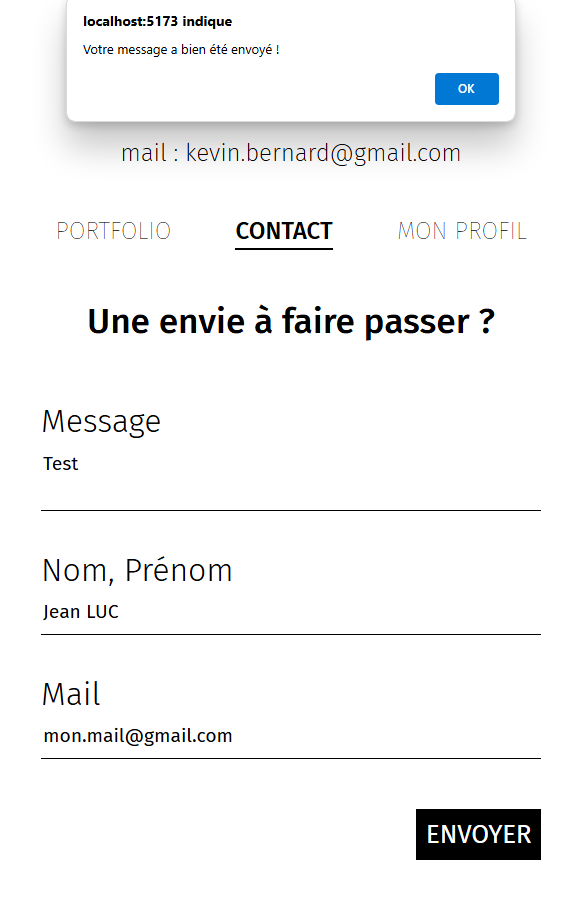 localhost:5173 indique
Votre message a bien été envoyé !
OK
mail : kevin.bernard@gmail.com
PORTFOLIO CONTACT MON PROFIL
Une envie à faire passer ?
Message
Test
Nom, Prénom
Jean LUC
Mail
mon.mail@gmail.com
ENVOYER